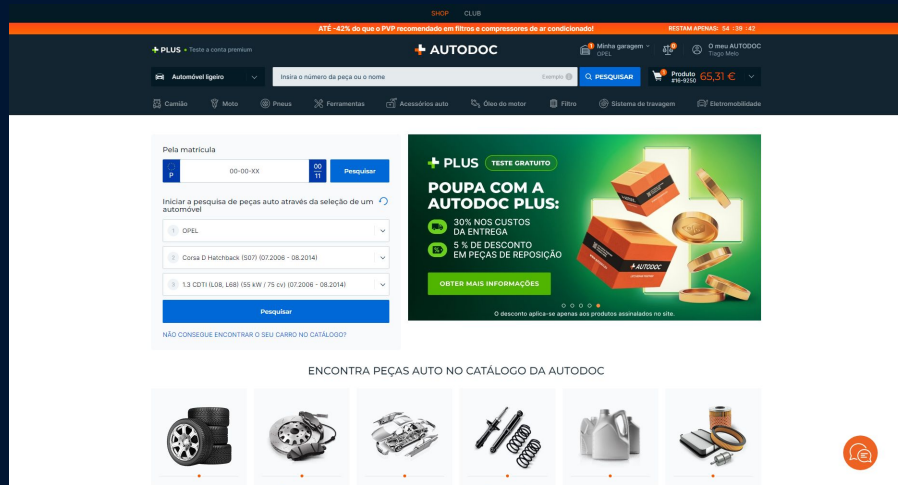 SHOP CLUB
ATÉ -42% do que o PVP recomendado em filtros e compressores de ar condicionado!
RESTAM APENAS: 54 :39 :42
PLUS • Teste a conta premium
AUTODOC
1 Minha garagem
OPEL
0
O meu AUTODOC
Tiago Melo
Automóvel ligeiro
Insira o número da peça ou o nome
Exemplo
PESQUISAR
Produto
#16-9250
65,31 €
Camião
Moto
Pneus
Ferramentas
Acessórios auto
Óleo do motor
Filtro
Sistema de travagem
Eletromobilidade
Pela matrícula
P
00-00-XX
00
11
Pesquisar
Iniciar a pesquisa de peças auto através da seleção de um
automóvel
1 OPEL
2 Corsa D Hatchback (S07) (07.2006 - 08.2014)
3 1.3 CDTI (L08, L68) (55 kW / 75 cv) (07.2006 - 08.2014)
Pesquisar
NÃO CONSEGUE ENCONTRAR O SEU CARRO NO CATÁLOGO?
PLUS TESTE GRATUITO
POUPA COM A
AUTODOC PLUS:
30% NOS CUSTOS
DA ENTREGA
5 % DE DESCONTO
EM PEÇAS DE REPOSIÇÃO
OBTER MAIS INFORMAÇÕES
AUTODOC
O desconto aplica-se apenas aos produtos assinalados no site.
ENCONTRA PEÇAS AUTO NO CATÁLOGO DA AUTODOC